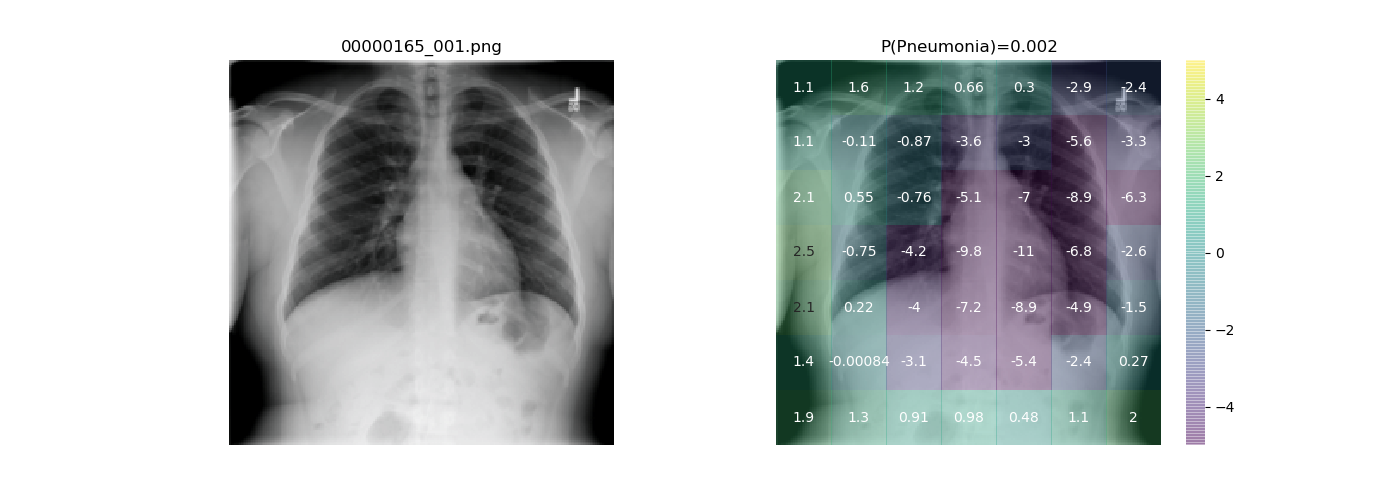 00000165_001.png
P(Pneumonia)=0.002
L
1.1 1.6 1.2 0.66 0.3 -2.9 -2.4
1.1 -0.11 -0.87 -3.6 -3 -5.6 -3.3
2.1 0.55 -0.76 -5.1 -7 -8.9 -6.3
2.5 -0.75 -4.2 -9.8 -11 -6.8 -2.6
2.1 0.22 -4 -7.2 -8.9 -4.9 -1.5
1.4 -0.00084 -3.1 -4.5 -5.4 -2.4 0.27
1.9 1.3 0.91 0.98 0.48 1.1 2
4
2
0
−2
−4